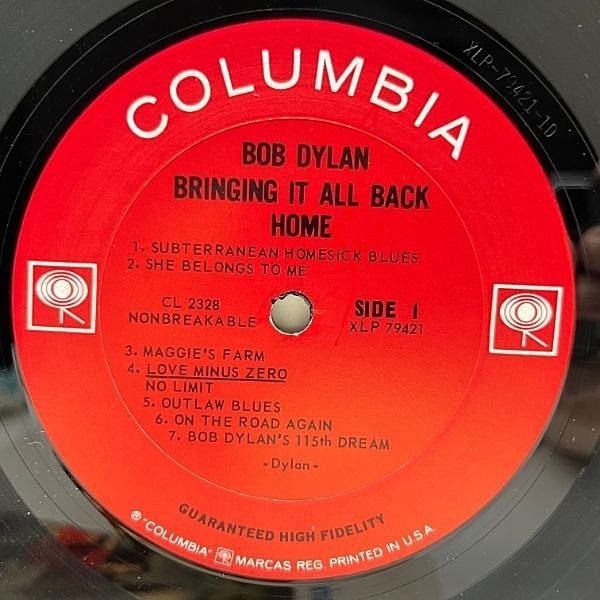 COLUMBIA
XLP-79421-1D
BOB DYLAN
BRINGING IT ALL BACK
HOME
1. SUBTERRANEAN HOMESICK BLUES
2. SHE BELONGS TO ME
CL 2328
NONBREAKABLE
SIDE 1
XLP 79421
3. MAGGIE'S FARM
4. LOVE MINUS ZERO
NO LIMIT
5. OUTLAW BLUES
6. ON THE ROAD AGAIN
7. BOB DYLAN'S 115th DREAM
-Dylan-
GUARANTEED HIGH FIDELITY
® "COLUMBIA" MARCAS REG. PRINTED IN U.S.A.